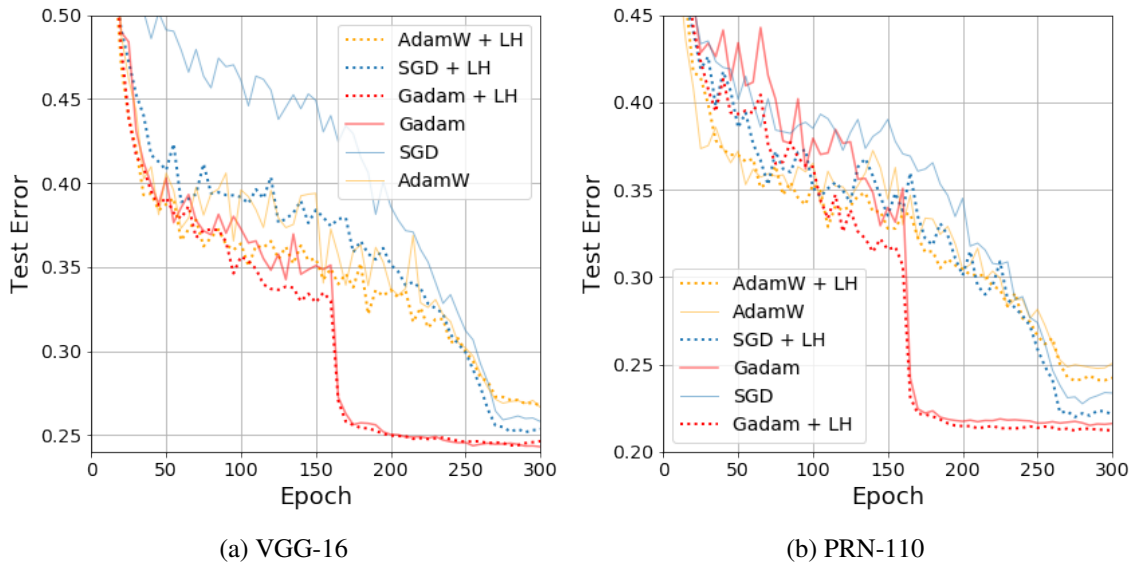 0.50
0.45
0.40
0.35
0.30
0.25
Test Error
AdamW + LH
SGD + LH
Gadam + LH
Gadam
SGD
AdamW
0 50 100 150 200 250 300
Epoch
(a) VGG-16
0.45
0.40
0.35
0.30
0.25
0.20
Test Error
AdamW + LH
AdamW
SGD + LH
Gadam
SGD
Gadam + LH
0 50 100 150 200 250 300
Epoch
(b) PRN-110